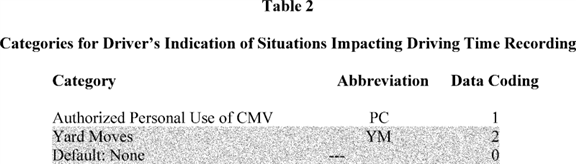 Table 2
Categories for Driver's Indication of Situations Impacting Driving Time Recording
Category Abbreviation Data Coding
Authorized Personal Use of CMV PC 1
Yard Moves YM 2
Default: None --- 0